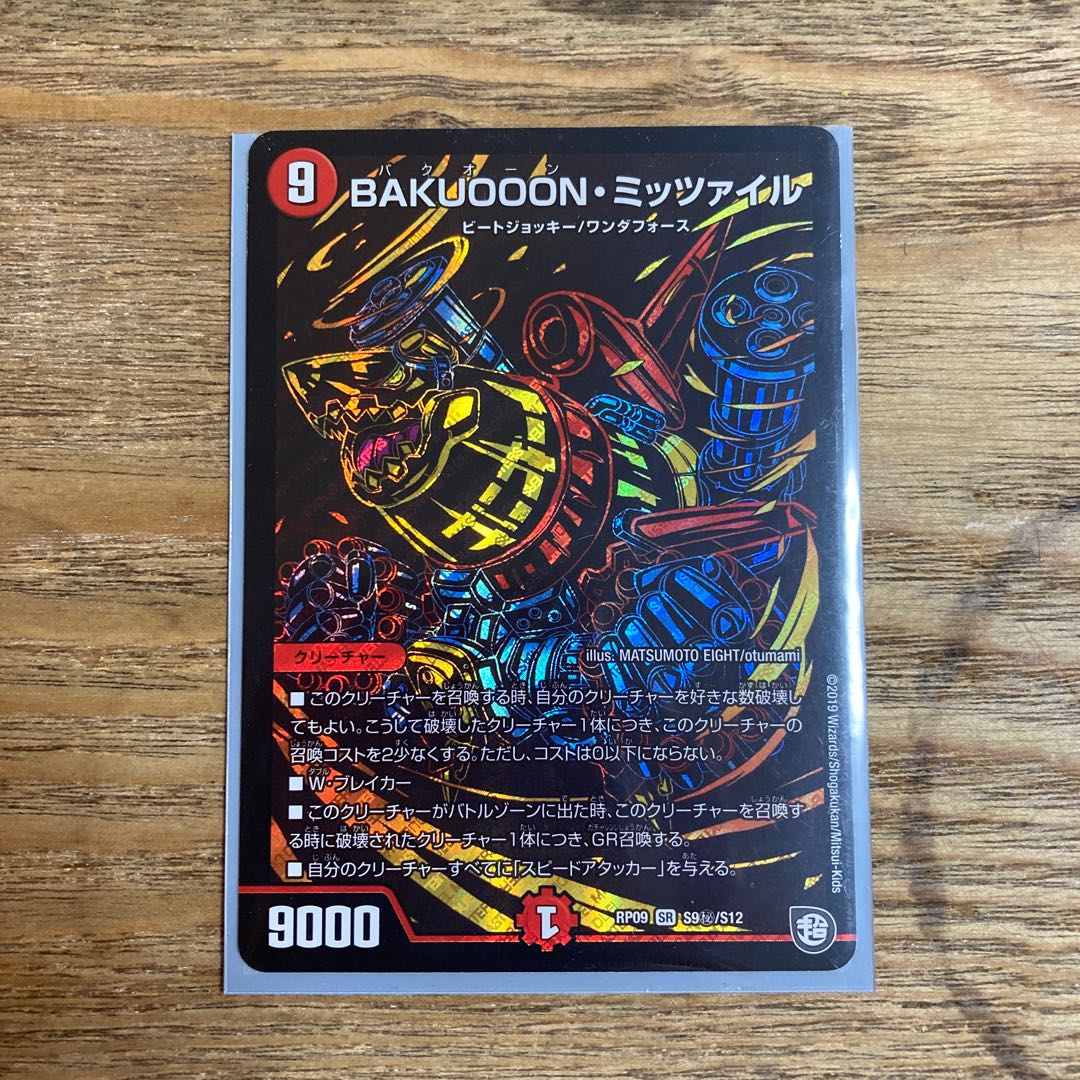 9
バクオーン
BAKUOOON・ミッツァイル
ビートジョッキー/ワンダフォース
クリーチャー
illus. MATSUMOTO EIGHT/otumami
■このクリーチャーを召喚する時、自分のクリーチャーを好きな数破壊し
てもよい。こうして破壊したクリーチャー1体につき、このクリーチャーの
召喚コストを2少なくする。ただし、コストは0以下にならない。
■W・ブレイカー
■このクリーチャーがバトルゾーンに出た時、このクリーチャーを召喚す
る時に破壊されたクリーチャー1体につき、GR召喚する。
■自分のクリーチャーすべてに「スピードアタッカー」を与える。
©2019 Wizards/Shogakukan/Mitsui-Kids
9000
1
RP09 SR S9㊙/S12
超